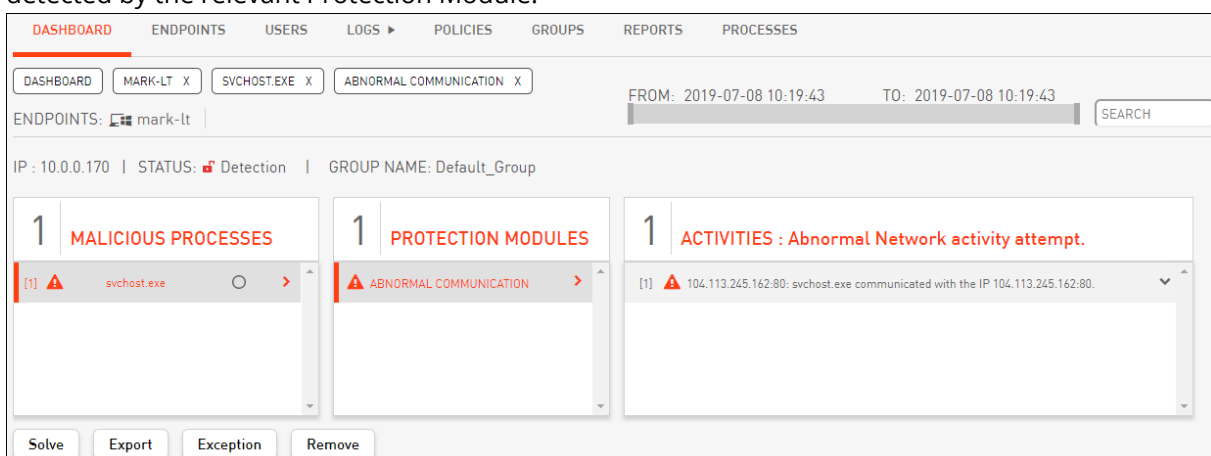 detected by the relevant Protection Module.
DASHBOARD ENDPOINTS USERS LOGS ► POLICIES GROUPS REPORTS PROCESSES
DASHBOARD MARK-LT X SVCHOST.EXE X ABNORMAL COMMUNICATION X
FROM: 2019-07-08 10:19:43 TO: 2019-07-08 10:19:43
SEARCH
ENDPOINTS: mark-lt
IP : 10.0.0.170 | STATUS: Detection | GROUP NAME: Default_Group
1 MALICIOUS PROCESSES
[1] svchost.exe
1 PROTECTION MODULES
ABNORMAL COMMUNICATION
1 ACTIVITIES : Abnormal Network activity attempt.
[1] 104.113.245.162:80: svchost.exe communicated with the IP 104.113.245.162:80.
Solve Export Exception Remove